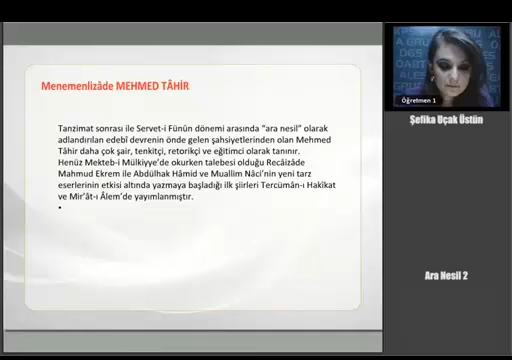 Menemenlizâde MEHMED TÂHİR
Tanzimat sonrası ile Servet-i Fünûn dönemi arasında "ara nesil" olarak
adlandırılan edebî devrenin önde gelen şahsiyetlerinden olan Mehmed
Tâhir daha çok şair, tenkitçi, retorikçi ve eğitimci olarak tanınır.
Henüz Mekteb-i Mülkiyye'de okurken talebesi olduğu Recâizâde
Mahmud Ekrem ile Abdülhak Hâmid ve Muallim Nâci'nin yeni tarz
eserlerinin etkisi altında yazmaya başladığı ilk şiirleri Tercümân-ı Hakîkat
ve Mir'ât-ı Âlem'de yayımlanmıştır.
•
Öğretmen 1
Şefika Uçak Üstün
Ara Nesil 2